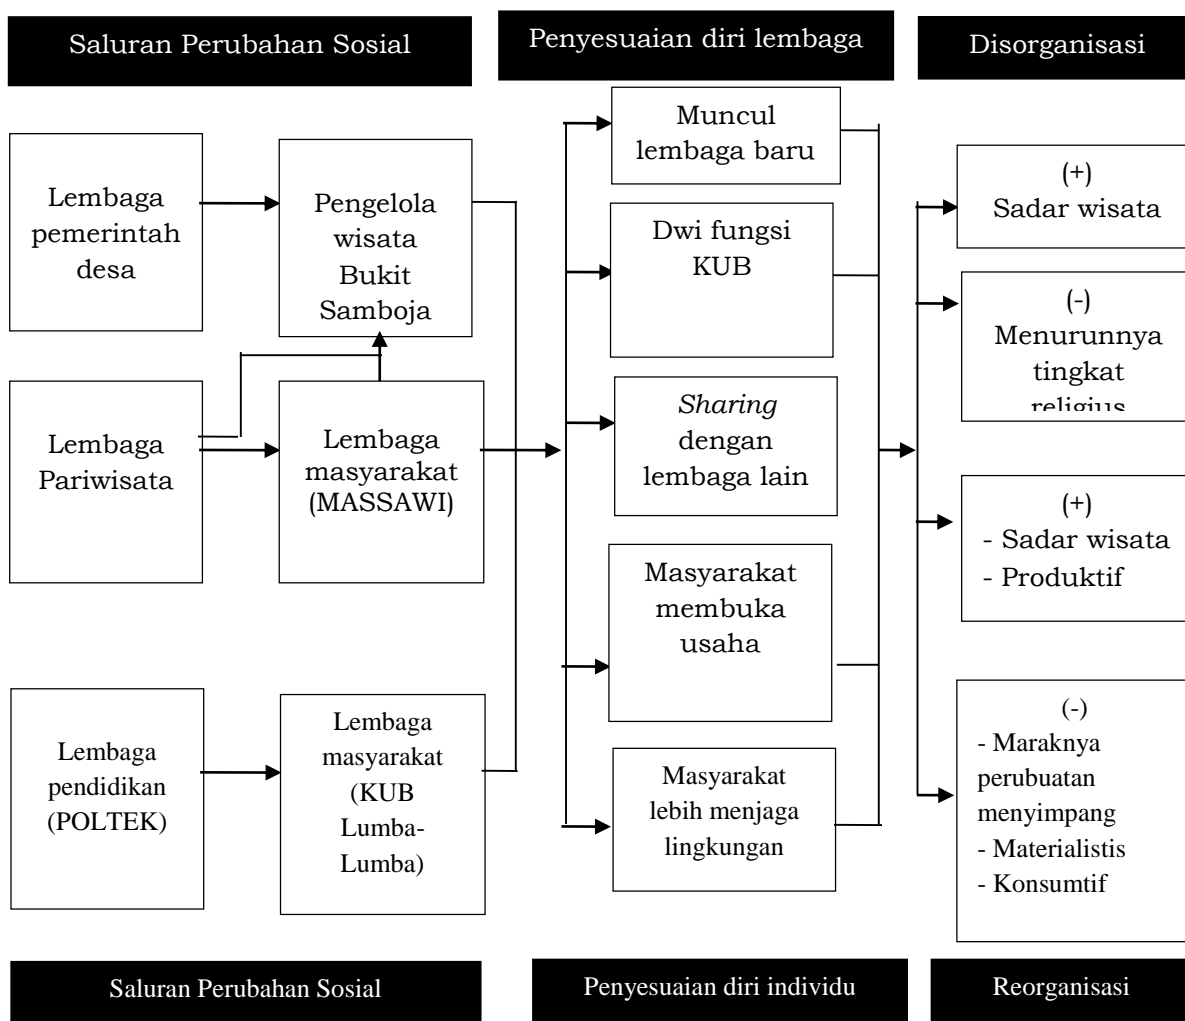 Saluran Perubahan Sosial
Penyesuaian diri lembaga
Disorganisasi
Lembaga
pemerintah
desa
Pengelola
wisata
Bukit
Samboja
Lembaga
Pariwisata
Lembaga
masyarakat
(MASSAWI)
Lembaga
pendidikan
(POLTEK)
Lembaga
masyarakat
(KUB
Lumba-
Lumba)
Muncul
lembaga baru
Dwi fungsi
KUB
Sharing
dengan
lembaga lain
Masyarakat
membuka
usaha
Masyarakat
lebih menjaga
lingkungan
(+)
Sadar wisata
(-)
Menurunnya
tingkat
religius
(+)
- Sadar wisata
- Produktif
(-)
- Maraknya
perubuatan
menyimpang
- Materialistis
- Konsumtif
Saluran Perubahan Sosial
Penyesuaian diri individu
Reorganisasi